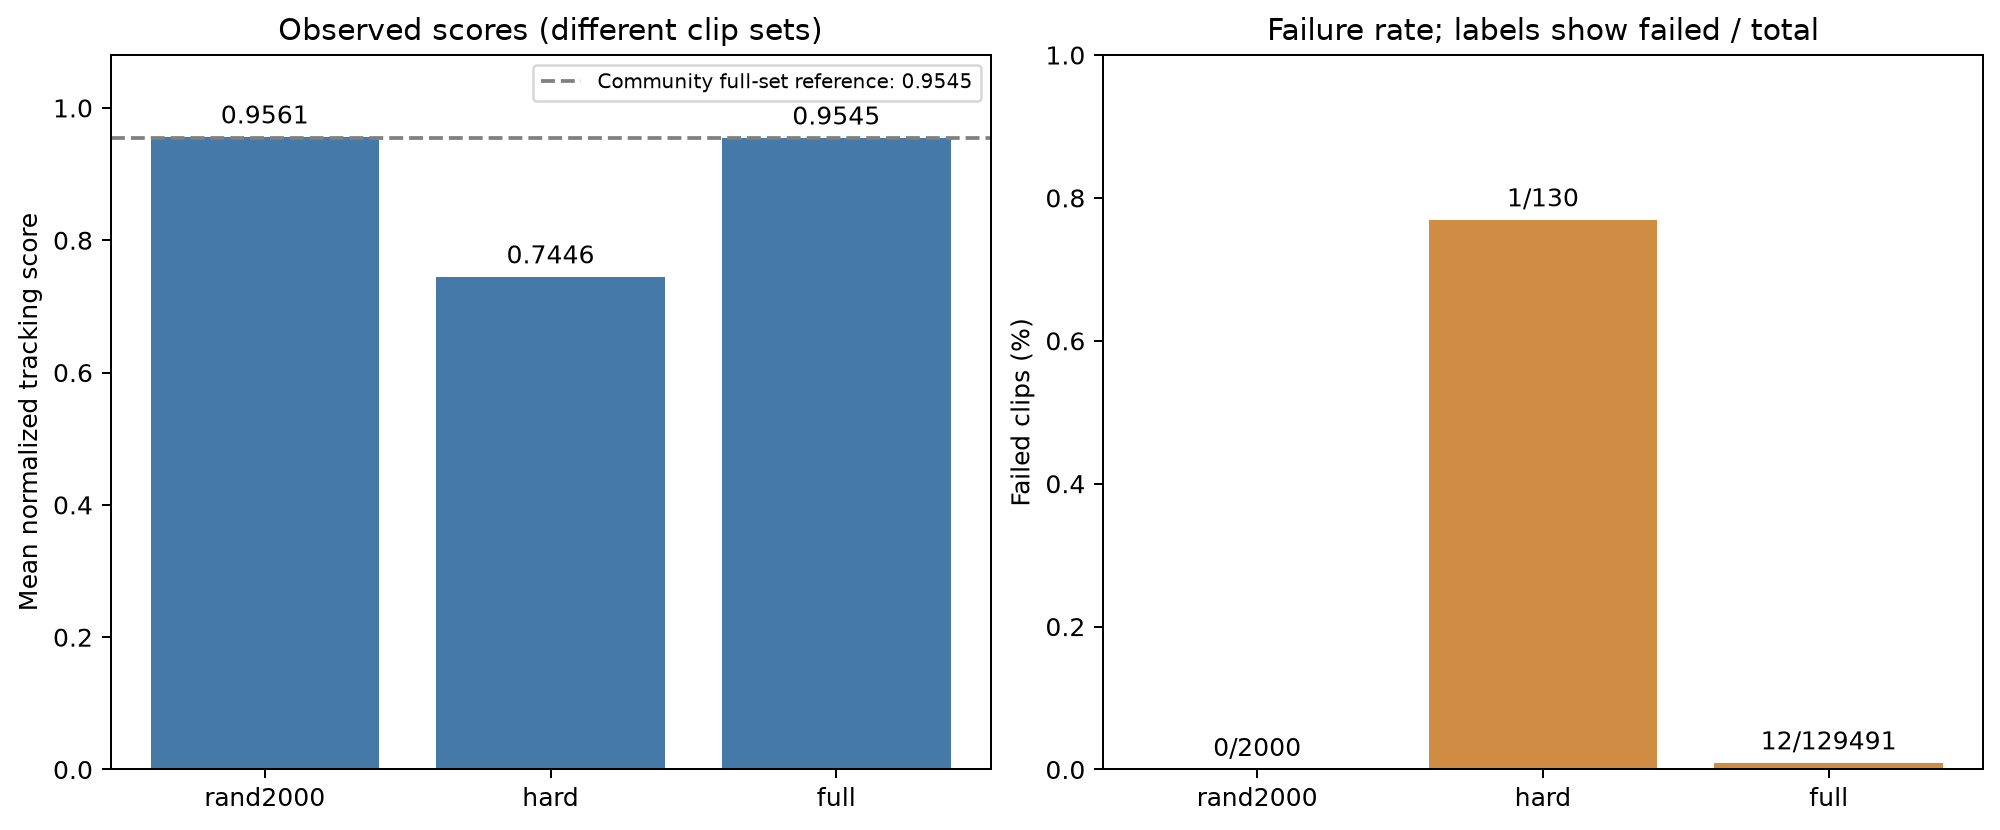 Observed scores (different clip sets)
Community full-set reference: 0.9545
Mean normalized tracking score
1.0
0.8
0.6
0.4
0.2
0.0
0.9561
0.7446
0.9545
rand2000
hard
full
Failure rate; labels show failed / total
Failed clips (%)
1.0
0.8
0.6
0.4
0.2
0.0
0/2000
1/130
12/129491
rand2000
hard
full